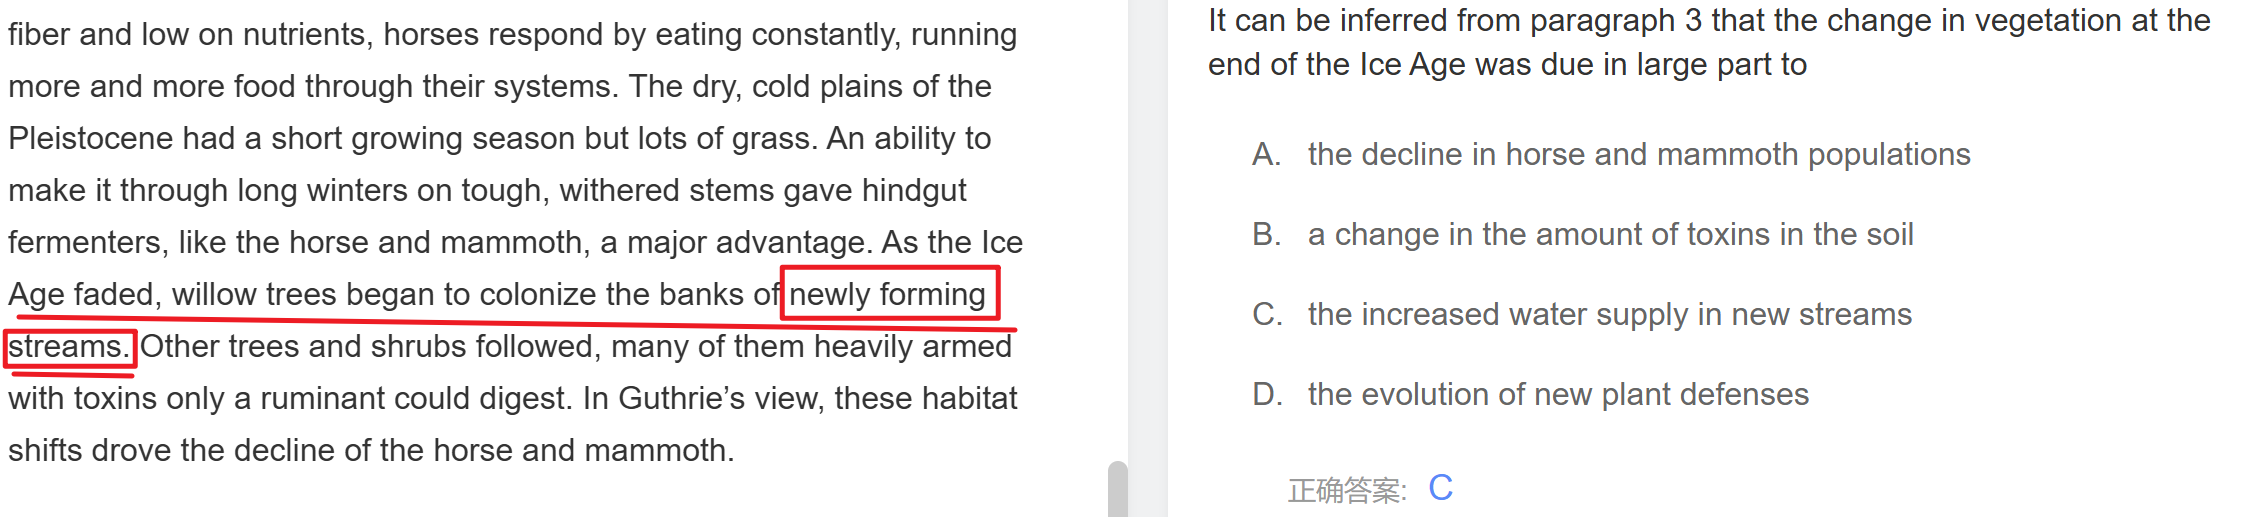 fiber and low on nutrients, horses respond by eating constantly, running
more and more food through their systems. The dry, cold plains of the
Pleistocene had a short growing season but lots of grass. An ability to
make it through long winters on tough, withered stems gave hindgut
fermenters, like the horse and mammoth, a major advantage. As the Ice
Age faded, willow trees began to colonize the banks of newly forming
streams. Other trees and shrubs followed, many of them heavily armed
with toxins only a ruminant could digest. In Guthrie’s view, these habitat
shifts drove the decline of the horse and mammoth.
It can be inferred from paragraph 3 that the change in vegetation at the
end of the Ice Age was due in large part to
A. the decline in horse and mammoth populations
B. a change in the amount of toxins in the soil
C. the increased water supply in new streams
D. the evolution of new plant defenses
正确答案: C